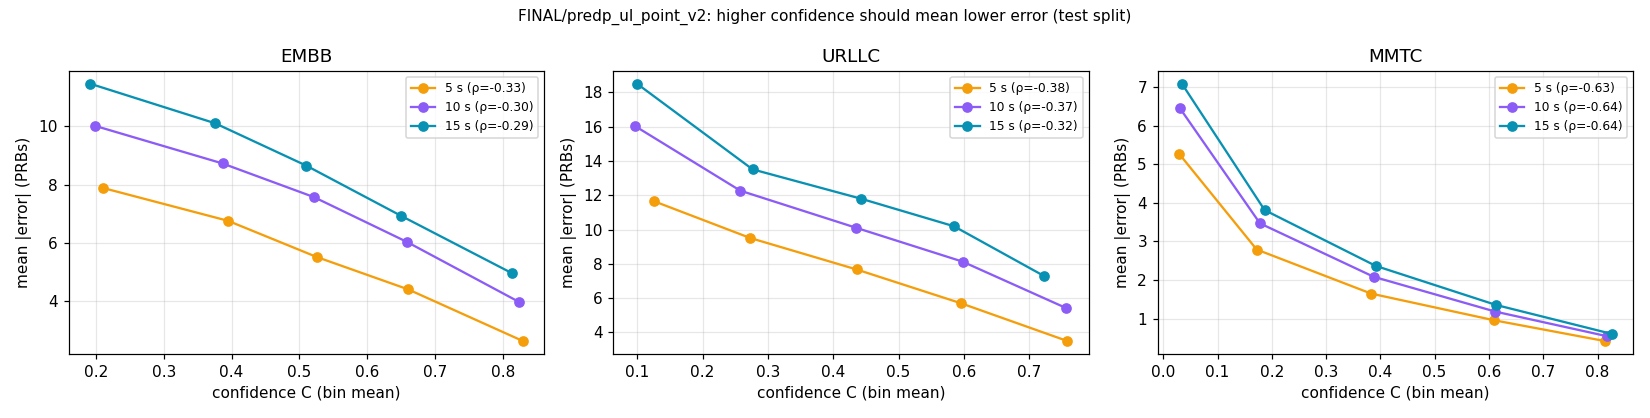 FINAL/predp_ul_point_v2: higher confidence should mean lower error (test split)
EMBB
mean |error| (PRBs)
10
8
6
4
0.2 0.3 0.4 0.5 0.6 0.7 0.8
confidence C (bin mean)
5 s (ρ=-0.33)
10 s (ρ=-0.30)
15 s (ρ=-0.29)
URLLC
mean |error| (PRBs)
18
16
14
12
10
8
6
4
0.1 0.2 0.3 0.4 0.5 0.6 0.7
confidence C (bin mean)
5 s (ρ=-0.38)
10 s (ρ=-0.37)
15 s (ρ=-0.32)
MMTC
mean |error| (PRBs)
7
6
5
4
3
2
1
0.0 0.1 0.2 0.3 0.4 0.5 0.6 0.7 0.8
confidence C (bin mean)
5 s (ρ=-0.63)
10 s (ρ=-0.64)
15 s (ρ=-0.64)